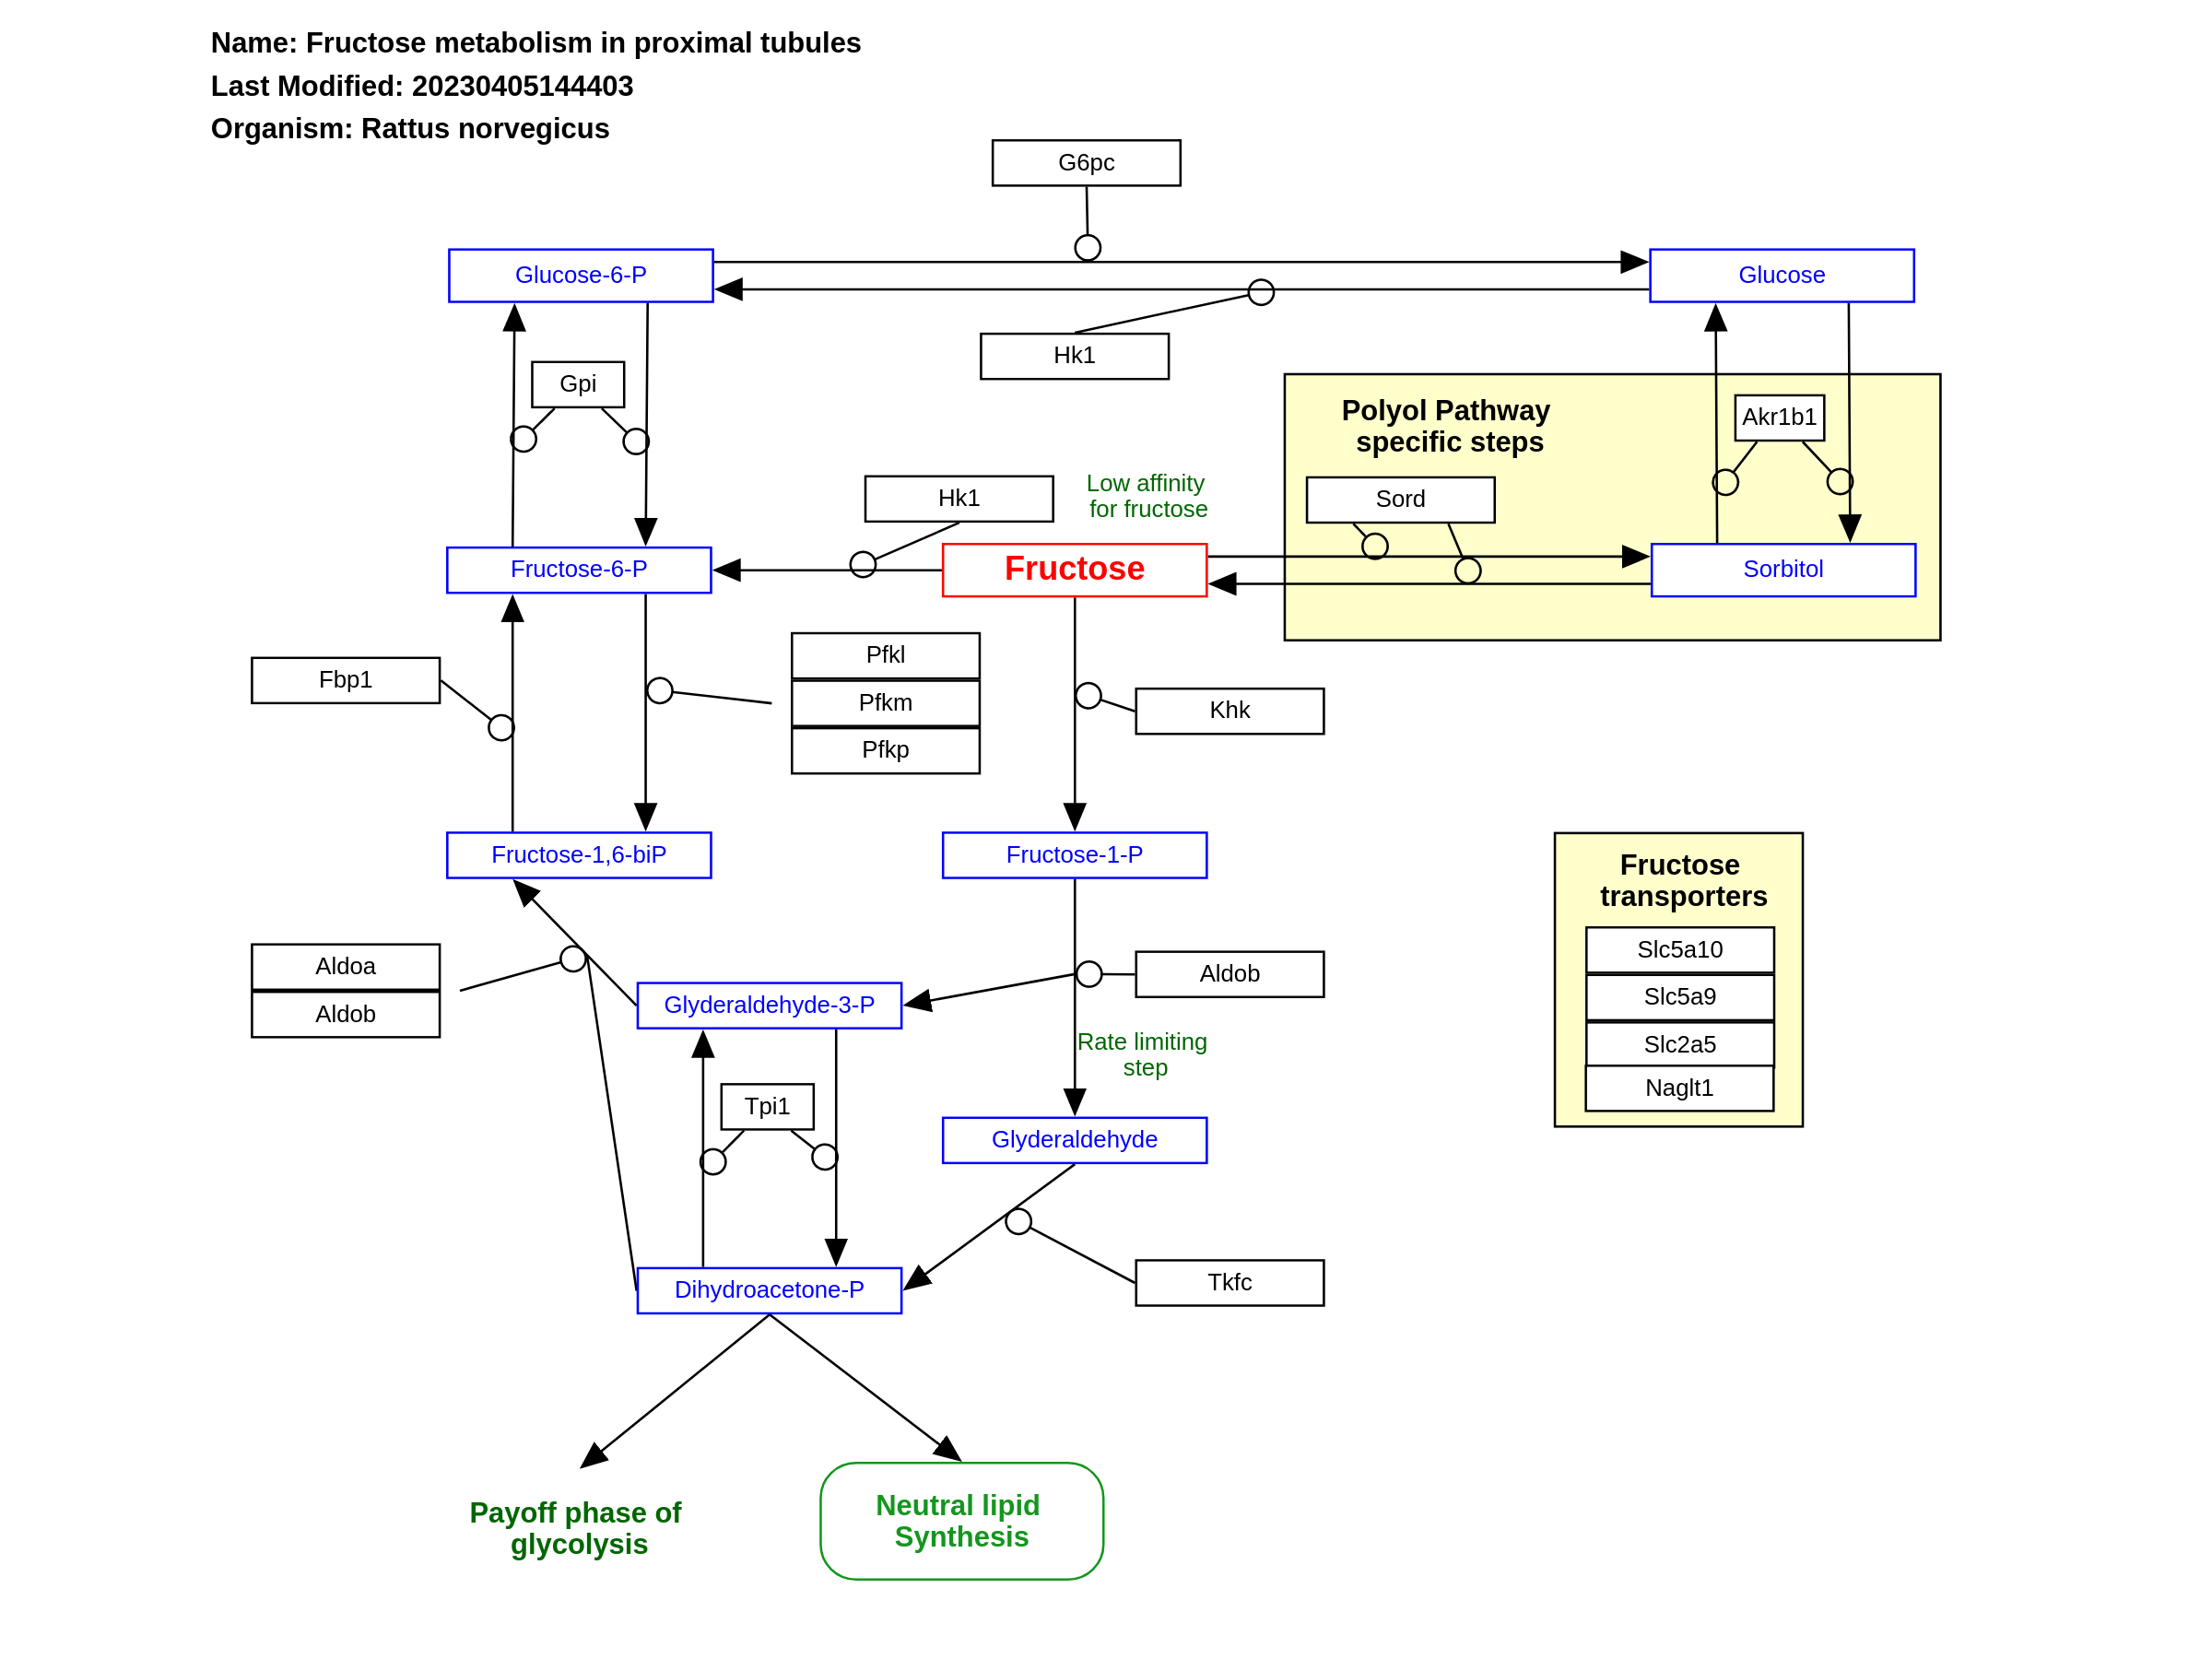 Name: Fructose metabolism in proximal tubules
Last Modified: 20230405144403
Organism: Rattus norvegicus
G6pc
Glucose-6-P
Glucose
Hk1
Gpi
Polyol Pathway
specific steps
Akr1b1
Hk1
Low affinity
for fructose
Sord
Fructose-6-P
Fructose
Sorbitol
Fbp1
Pfkl
Pfkm
Pfkp
Khk
Fructose-1,6-biP
Fructose-1-P
Fructose
transporters
Slc5a10
Slc5a9
Slc2a5
Naglt1
Aldoa
Aldob
Glyderaldehyde-3-P
Aldob
Rate limiting
step
Tpi1
Glyderaldehyde
Dihydroacetone-P
Tkfc
Payoff phase of
glycolysis
Neutral lipid
Synthesis